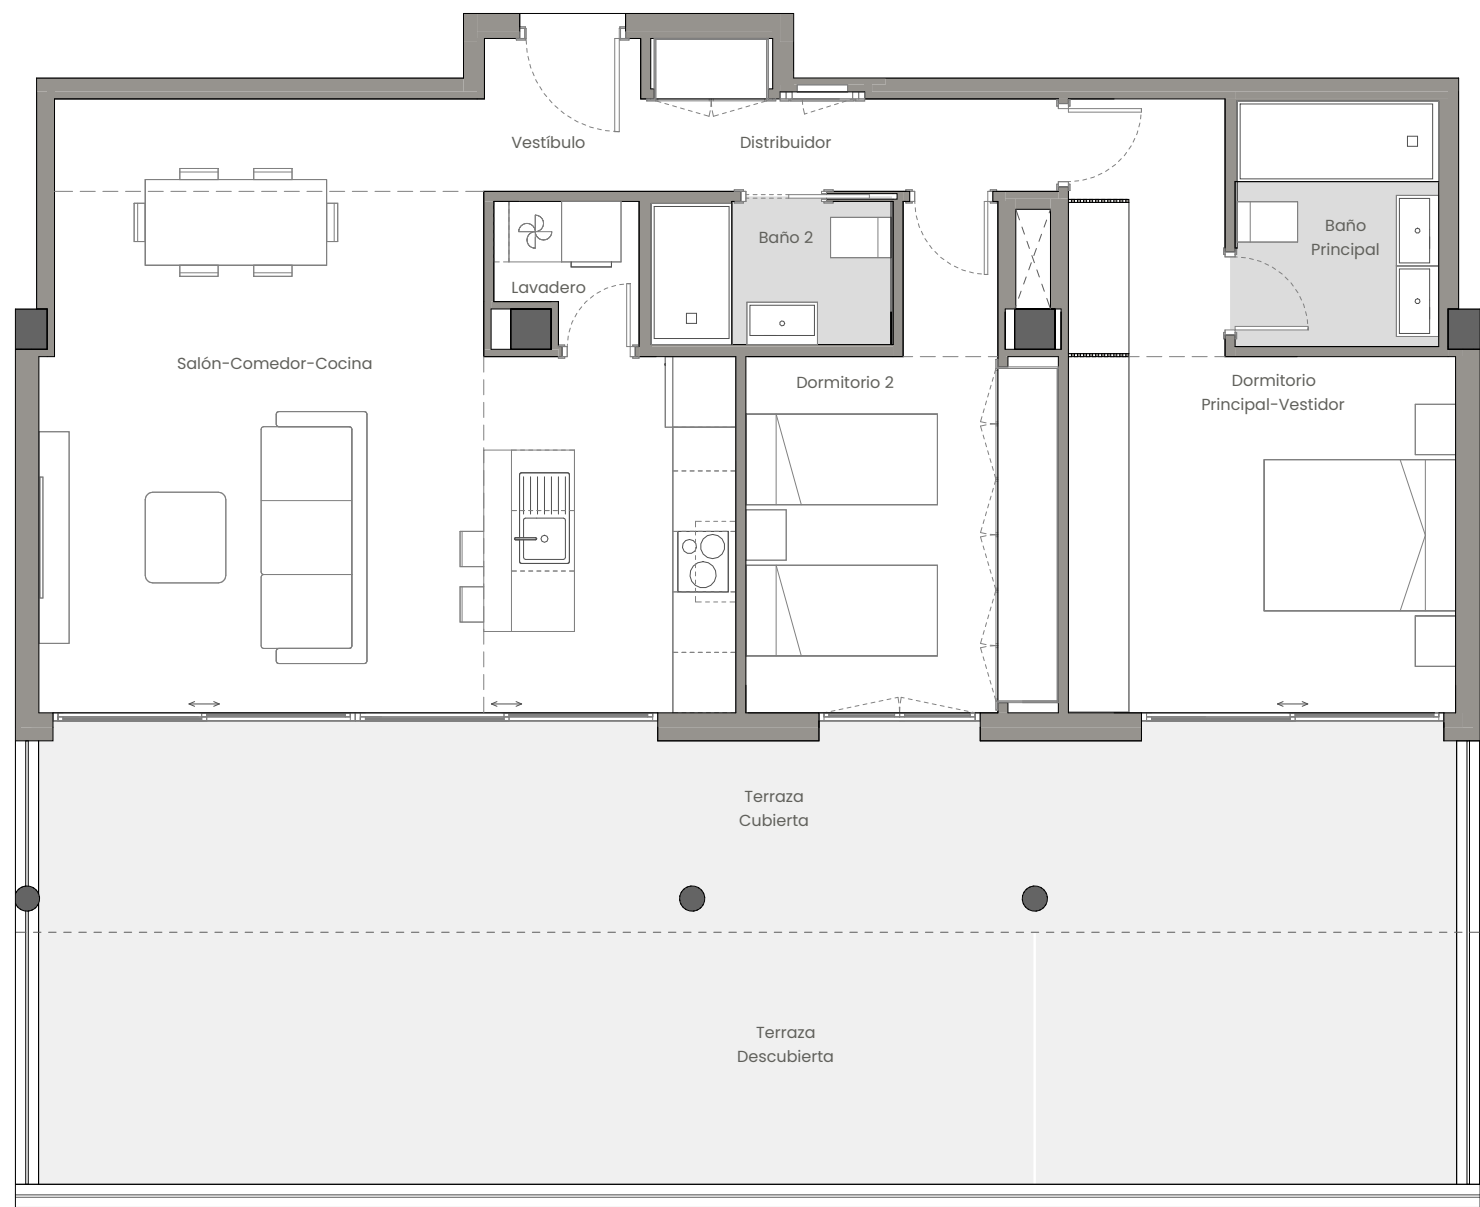 Vestíbulo
Distribuidor
Baño 2
Baño
Principal
Lavadero
Salón-Comedor-Cocina
Dormitorio 2
Dormitorio
Principal-Vestidor
Terraza
Cubierta
Terraza
Descubierta